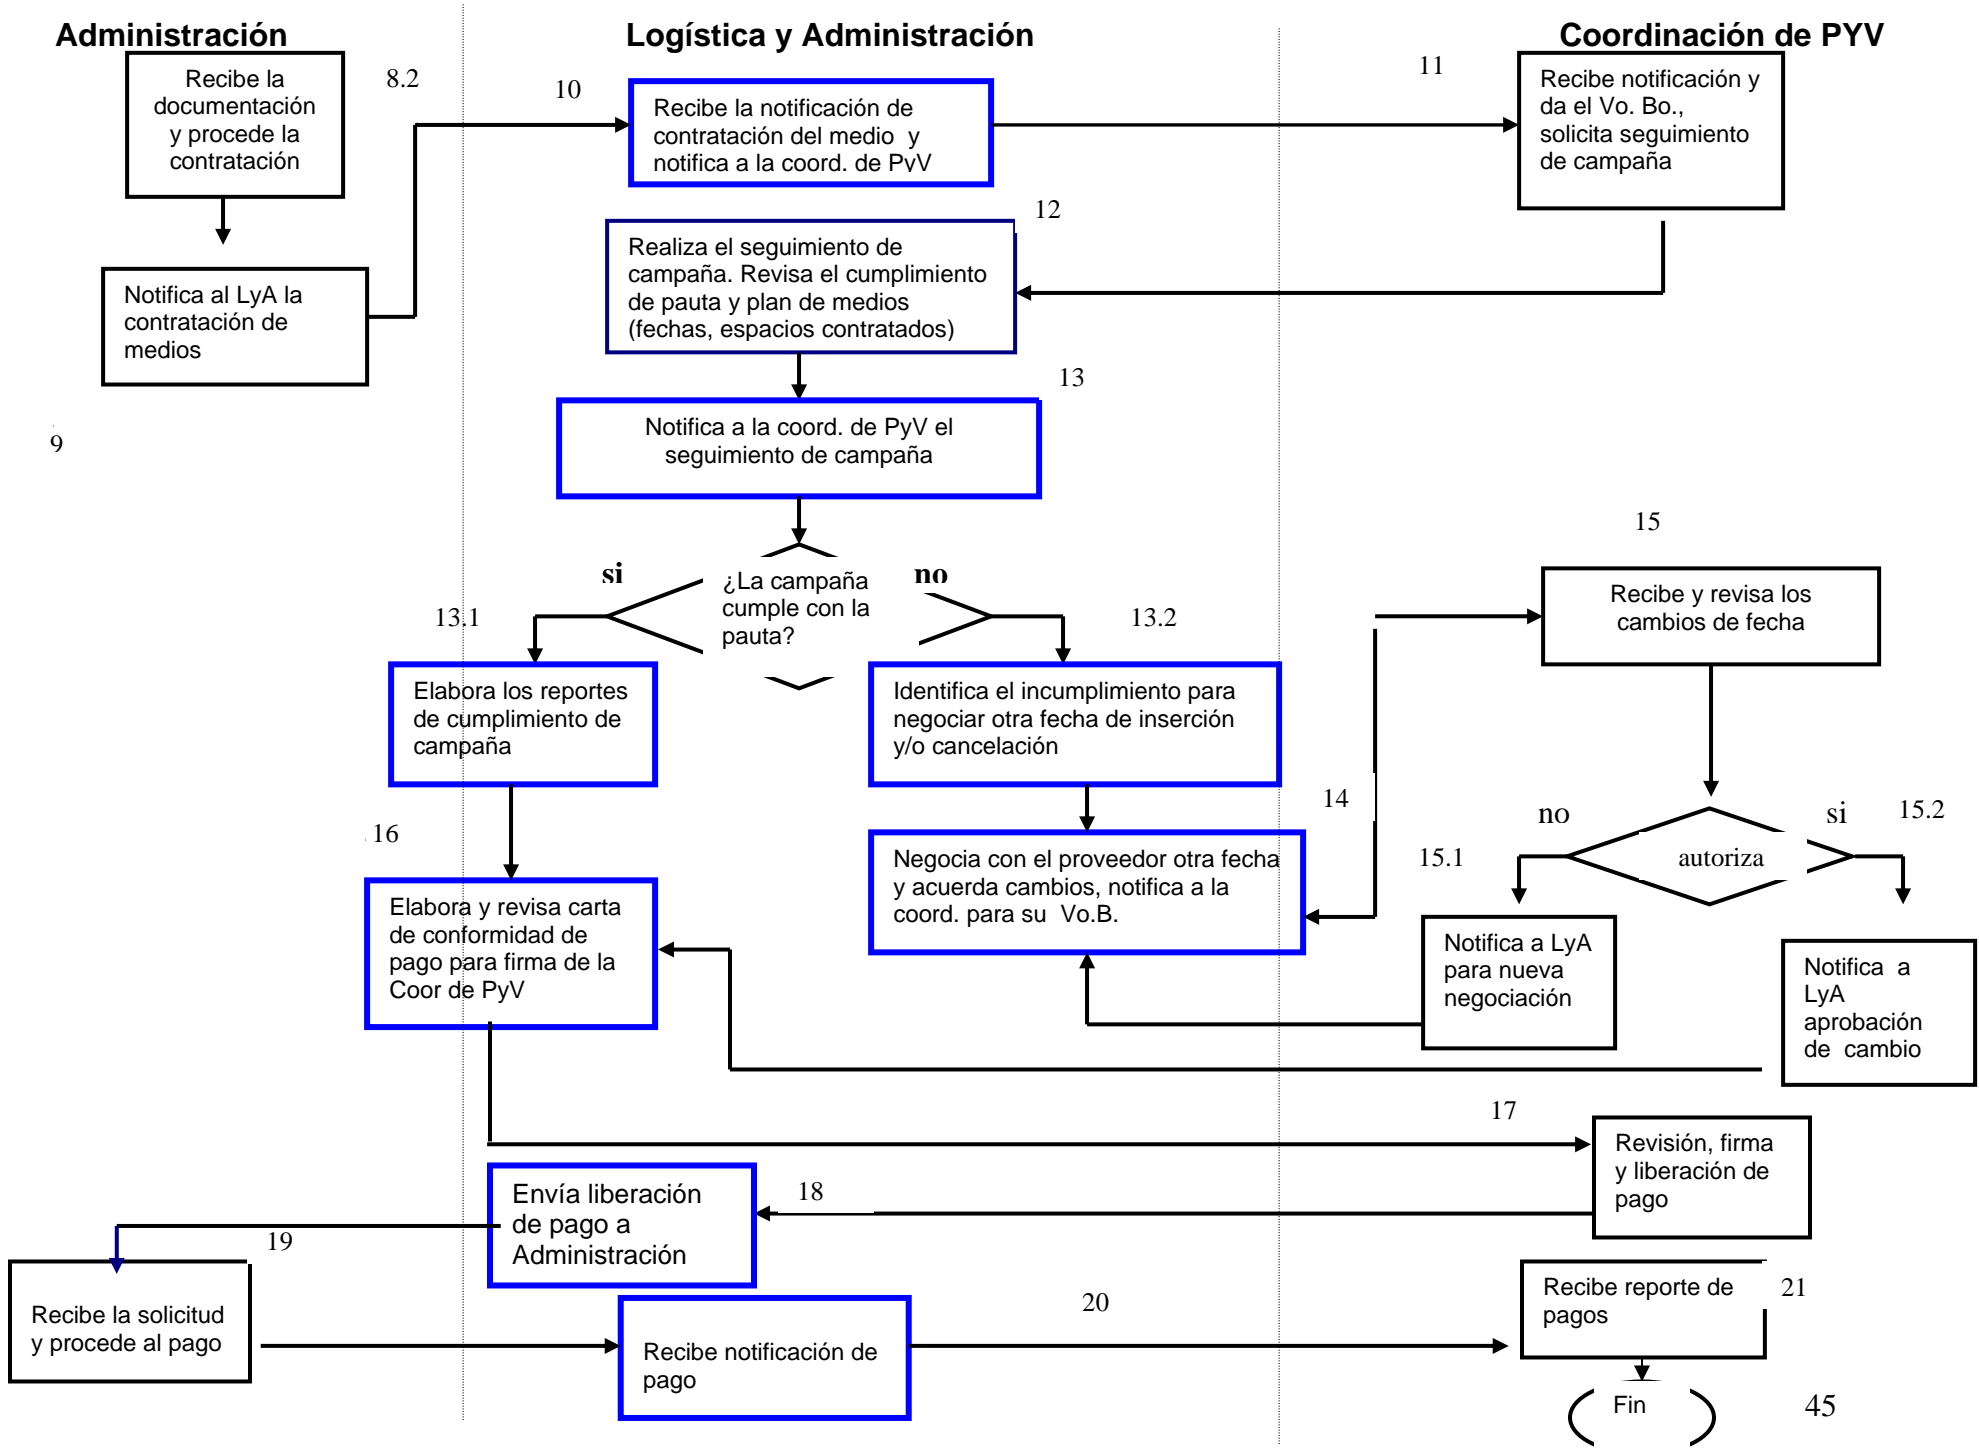 Administración
Logística y Administración
Coordinación de PYV
Recibe la
documentación
y procede la
contratación
8.2
10
Recibe la notificación de
contratación del medio y
notifica a la coord. de PyV
11
Recibe notificación y
da el Vo. Bo.,
solicita seguimiento
de campaña
12
Realiza el seguimiento de
campaña. Revisa el cumplimiento
de pauta y plan de medios
(fechas, espacios contratados)
Notifica al LyA la
contratación de
medios
9
13
Notifica a la coord. de PyV el
seguimiento de campaña
si
¿La campaña
cumple con la
pauta?
no
13.1
13.2
15
Recibe y revisa los
cambios de fecha
Elabora los reportes
de cumplimiento de
campaña
Identifica el incumplimiento para
negociar otra fecha de inserción
y/o cancelación
14
no
si
15.2
autoriza
15.1
16
Negocia con el proveedor otra fecha
y acuerda cambios, notifica a la
coord. para su Vo.B.
Elabora y revisa carta
de conformidad de
pago para firma de la
Coor de PyV
Notifica a LyA
para nueva
negociación
Notifica a
LyA
aprobación
de cambio
17
Revisión, firma
y liberación de
pago
18
Envía liberación
de pago a
Administración
19
Recibe la solicitud
y procede al pago
20
Recibe notificación de
pago
Recibe reporte de
pagos
21
Fin
45